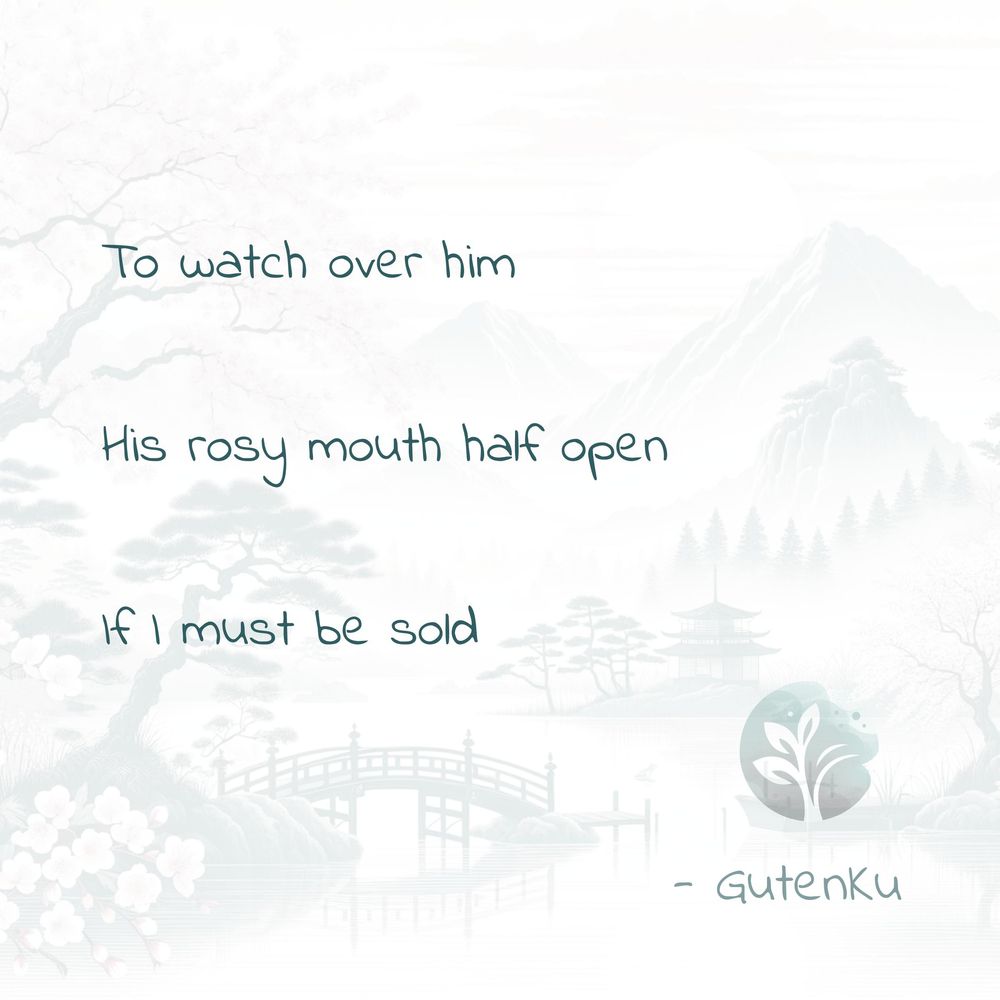 To watch over him
His rosy mouth half open
If I must be sold
- GutenKu